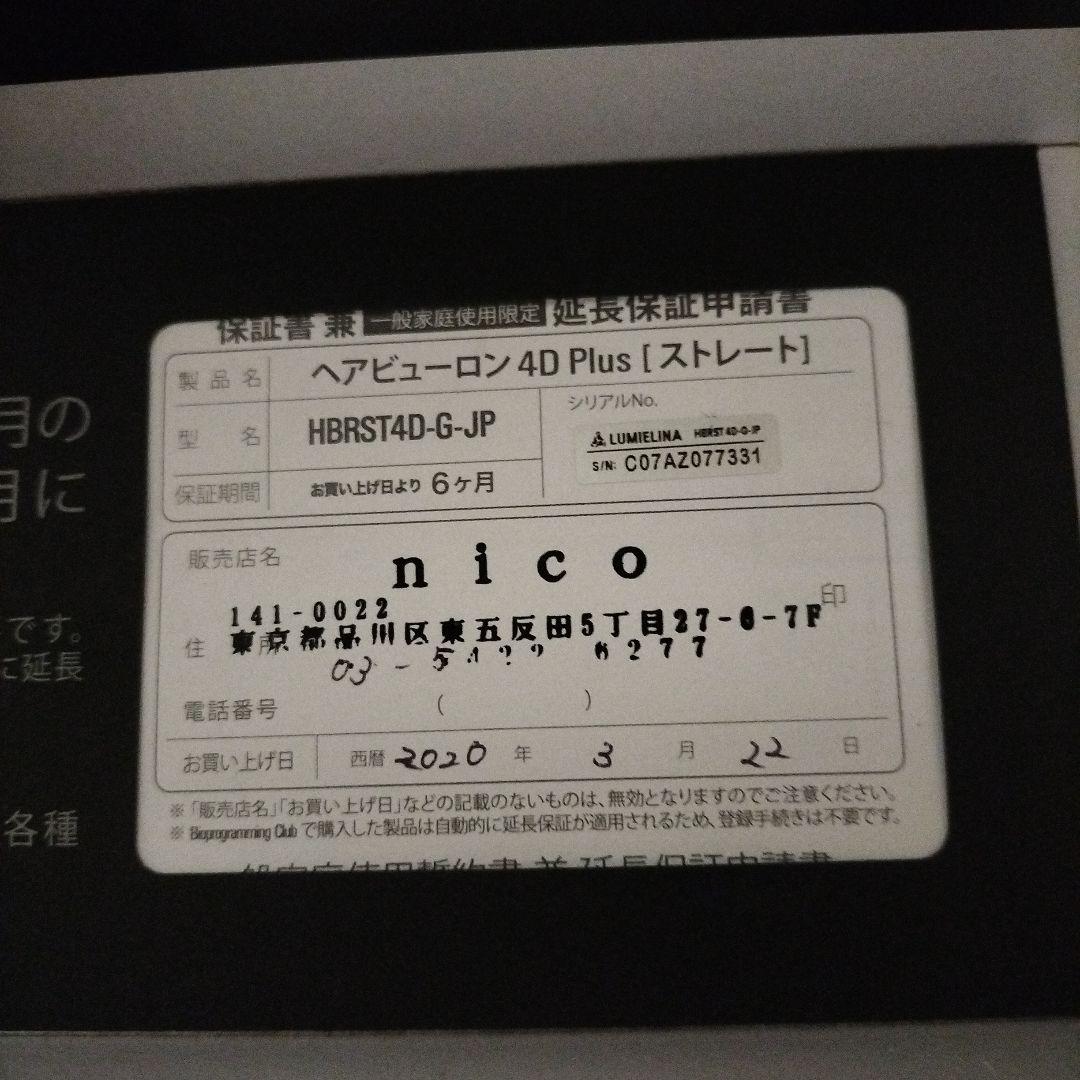 保証書 兼 一般家庭使用限定 延長保証申請書
製品名 ヘアビューロン 4D Plus [ ストレート]
型名 HBRST4D-G-JP
シリアルNo.
LUMIELINA HBRST4D-G-JP
S/N: C07AZ077331
保証期間 お買い上げ日より 6ヶ月
販売店名 nico
印
141-0022
住所 東京都品川区東五反田5丁目27-6-7F
03-
6277
電話番号 ( )
お買い上げ日 西暦 2020 年 3 月 22 日
※「販売店名」「お買い上げ日」などの記載のないものは、無効となりますのでご注意ください。
※ Bioprogramming Club で購入した製品は自動的に延長保証が適用されるため、登録手続きは不要です。
月の
月に
です。
に延長
各種